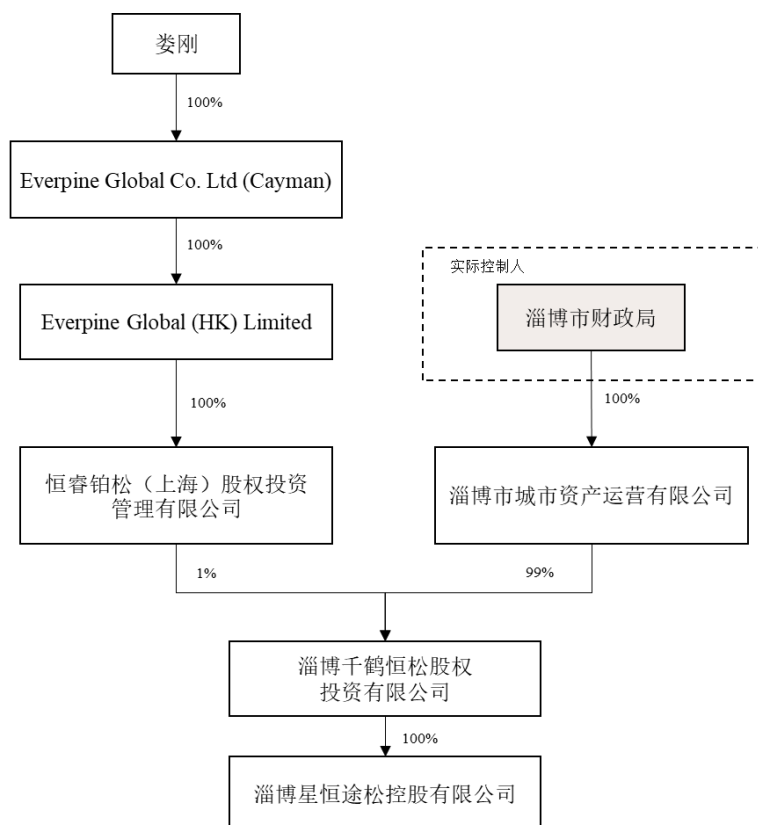 娄刚
100%
Everpine Global Co. Ltd (Cayman)
100%
实际控制人
Everpine Global (HK) Limited
淄博市财政局
100%
100%
恒睿铂松（上海）股权投资
管理有限公司
淄博市城市资产运营有限公司
1%
99%
淄博千鹤恒松股权
投资有限公司
100%
淄博星恒途松控股有限公司